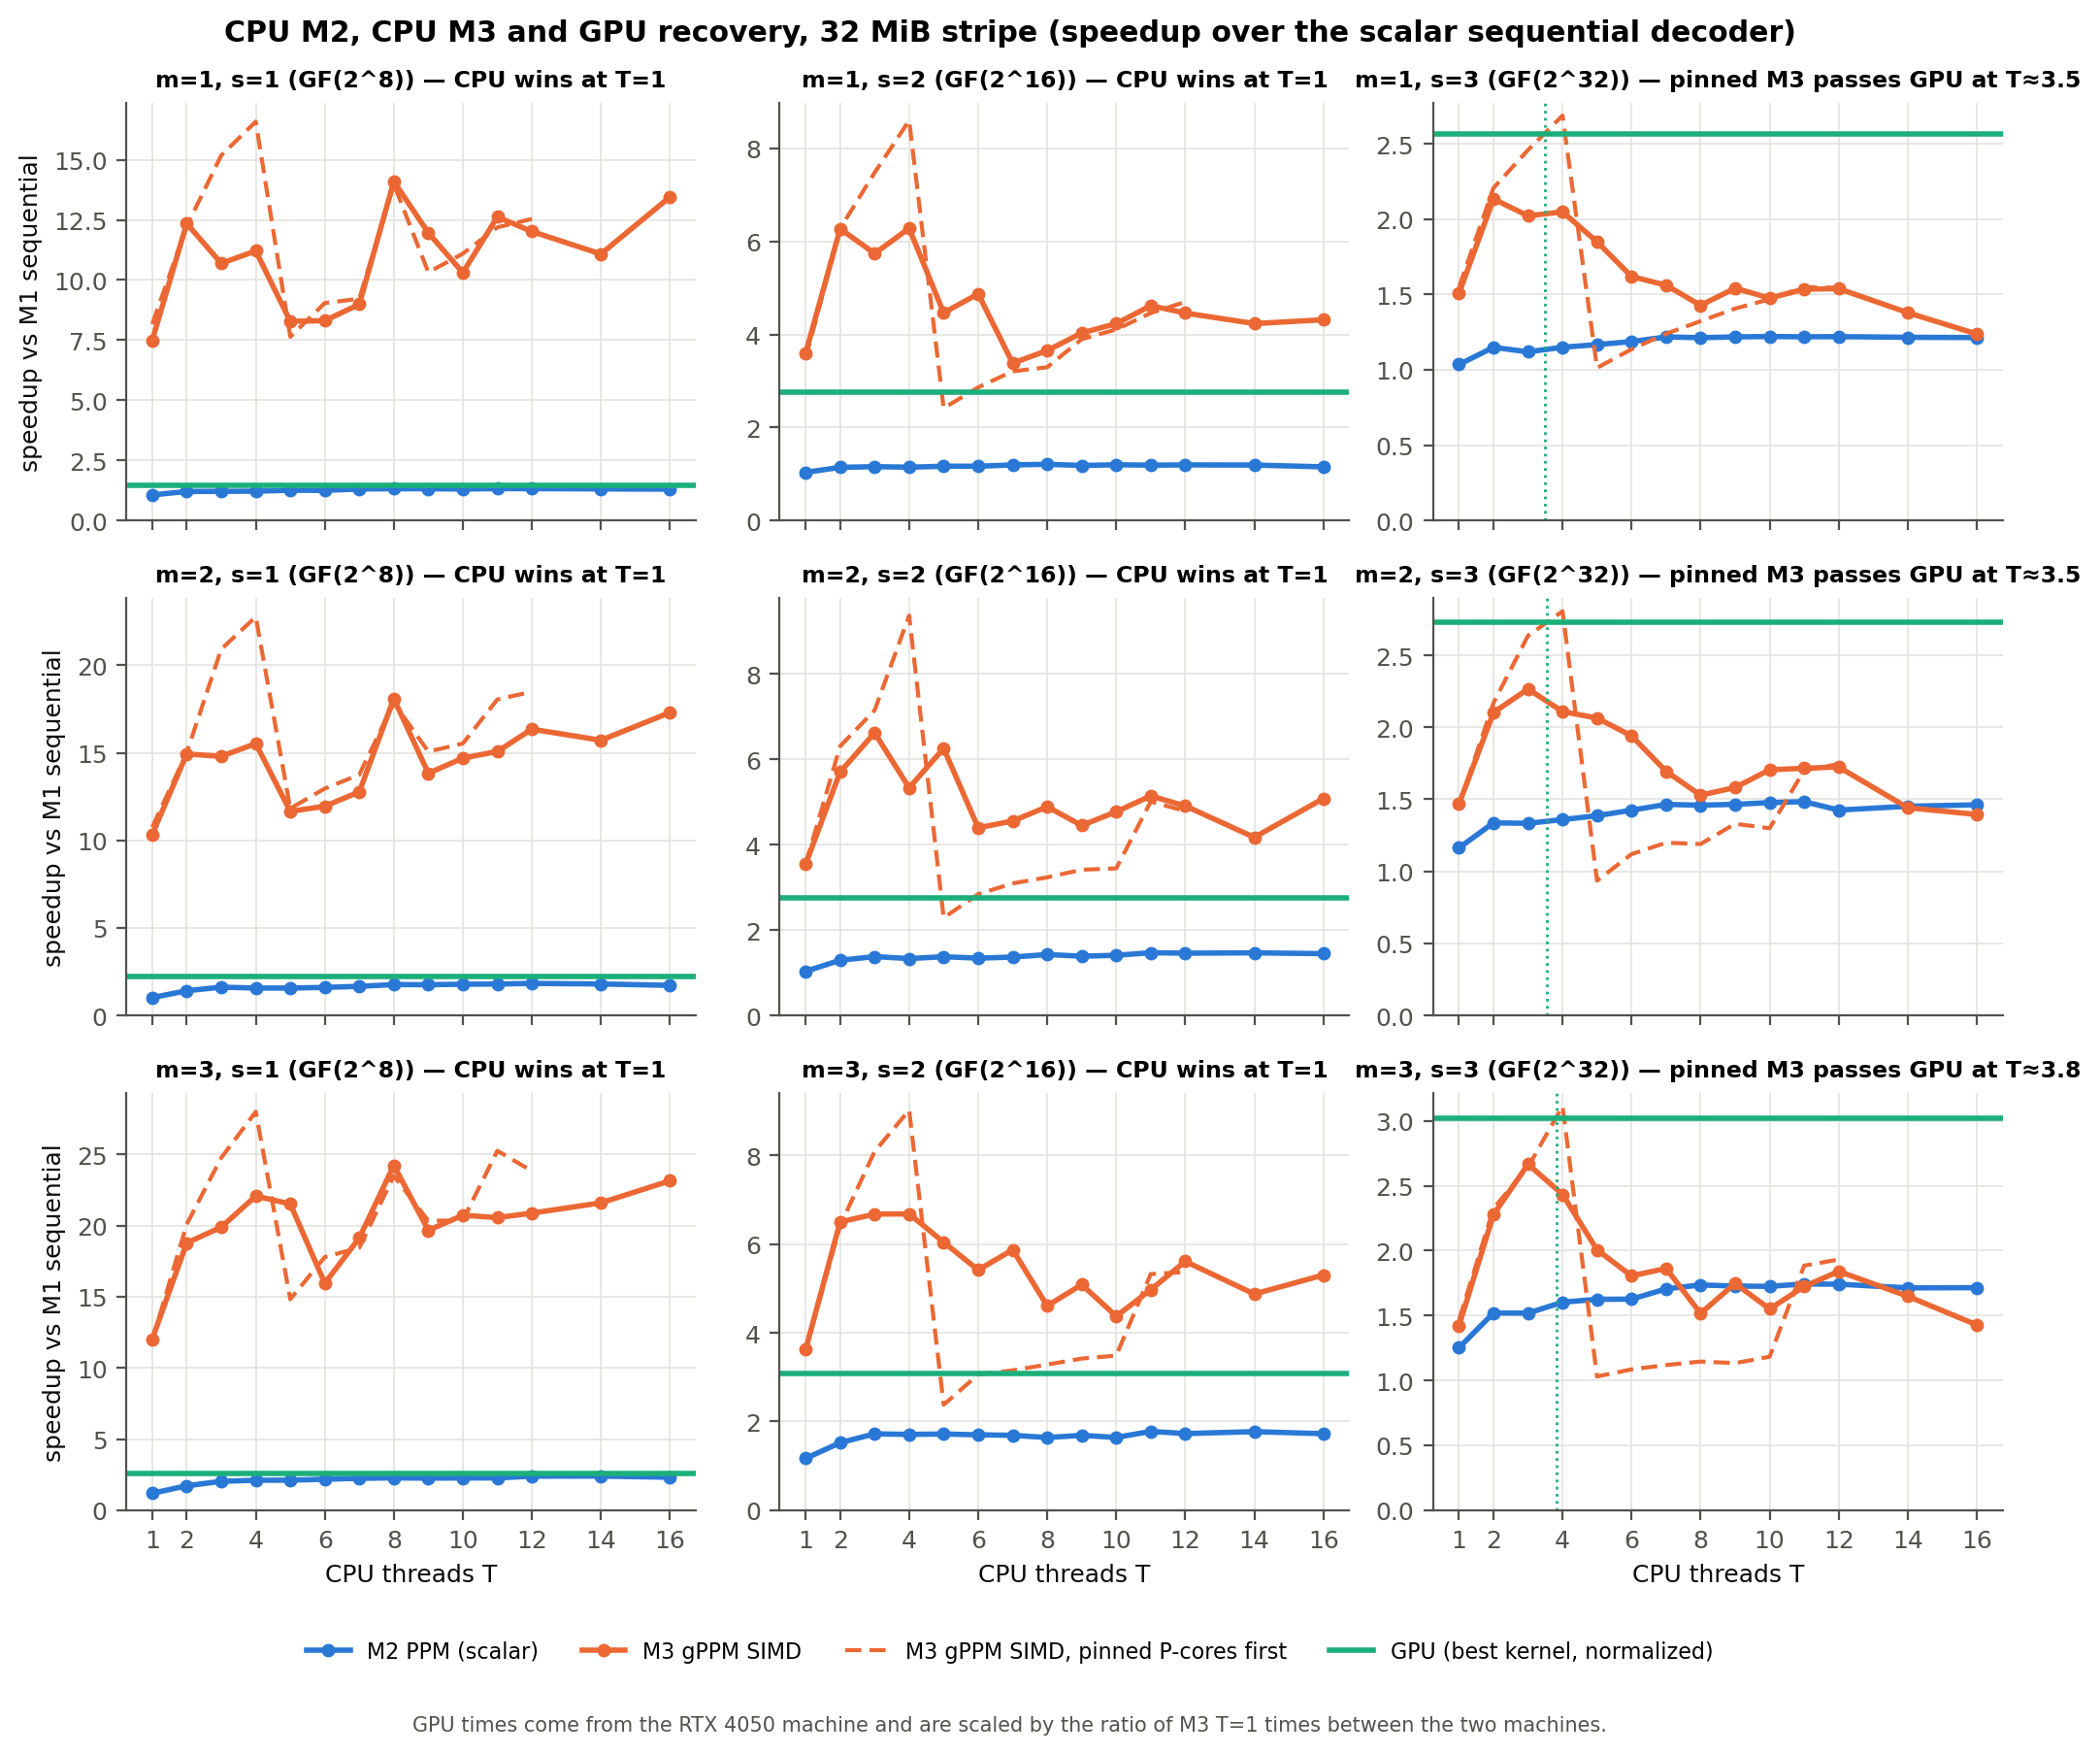 CPU M2, CPU M3 and GPU recovery, 32 MiB stripe (speedup over the scalar sequential decoder)
m=1, s=1 (GF(2^8)) — CPU wins at T=1
speedup vs M1 sequential
15.0
12.5
10.0
7.5
5.0
2.5
0.0
m=1, s=2 (GF(2^16)) — CPU wins at T=1
8
6
4
2
0
m=1, s=3 (GF(2^32)) — pinned M3 passes GPU at T≈3.5
2.5
2.0
1.5
1.0
0.5
0.0
m=2, s=1 (GF(2^8)) — CPU wins at T=1
speedup vs M1 sequential
20
15
10
5
0
m=2, s=2 (GF(2^16)) — CPU wins at T=1
8
6
4
2
0
m=2, s=3 (GF(2^32)) — pinned M3 passes GPU at T≈3.5
2.5
2.0
1.5
1.0
0.5
0.0
m=3, s=1 (GF(2^8)) — CPU wins at T=1
speedup vs M1 sequential
25
20
15
10
5
0
1 2 4 6 8 10 12 14 16
CPU threads T
m=3, s=2 (GF(2^16)) — CPU wins at T=1
8
6
4
2
0
1 2 4 6 8 10 12 14 16
CPU threads T
m=3, s=3 (GF(2^32)) — pinned M3 passes GPU at T≈3.8
3.0
2.5
2.0
1.5
1.0
0.5
0.0
1 2 4 6 8 10 12 14 16
CPU threads T
M2 PPM (scalar)
M3 gPPM SIMD
M3 gPPM SIMD, pinned P-cores first
GPU (best kernel, normalized)
GPU times come from the RTX 4050 machine and are scaled by the ratio of M3 T=1 times between the two machines.